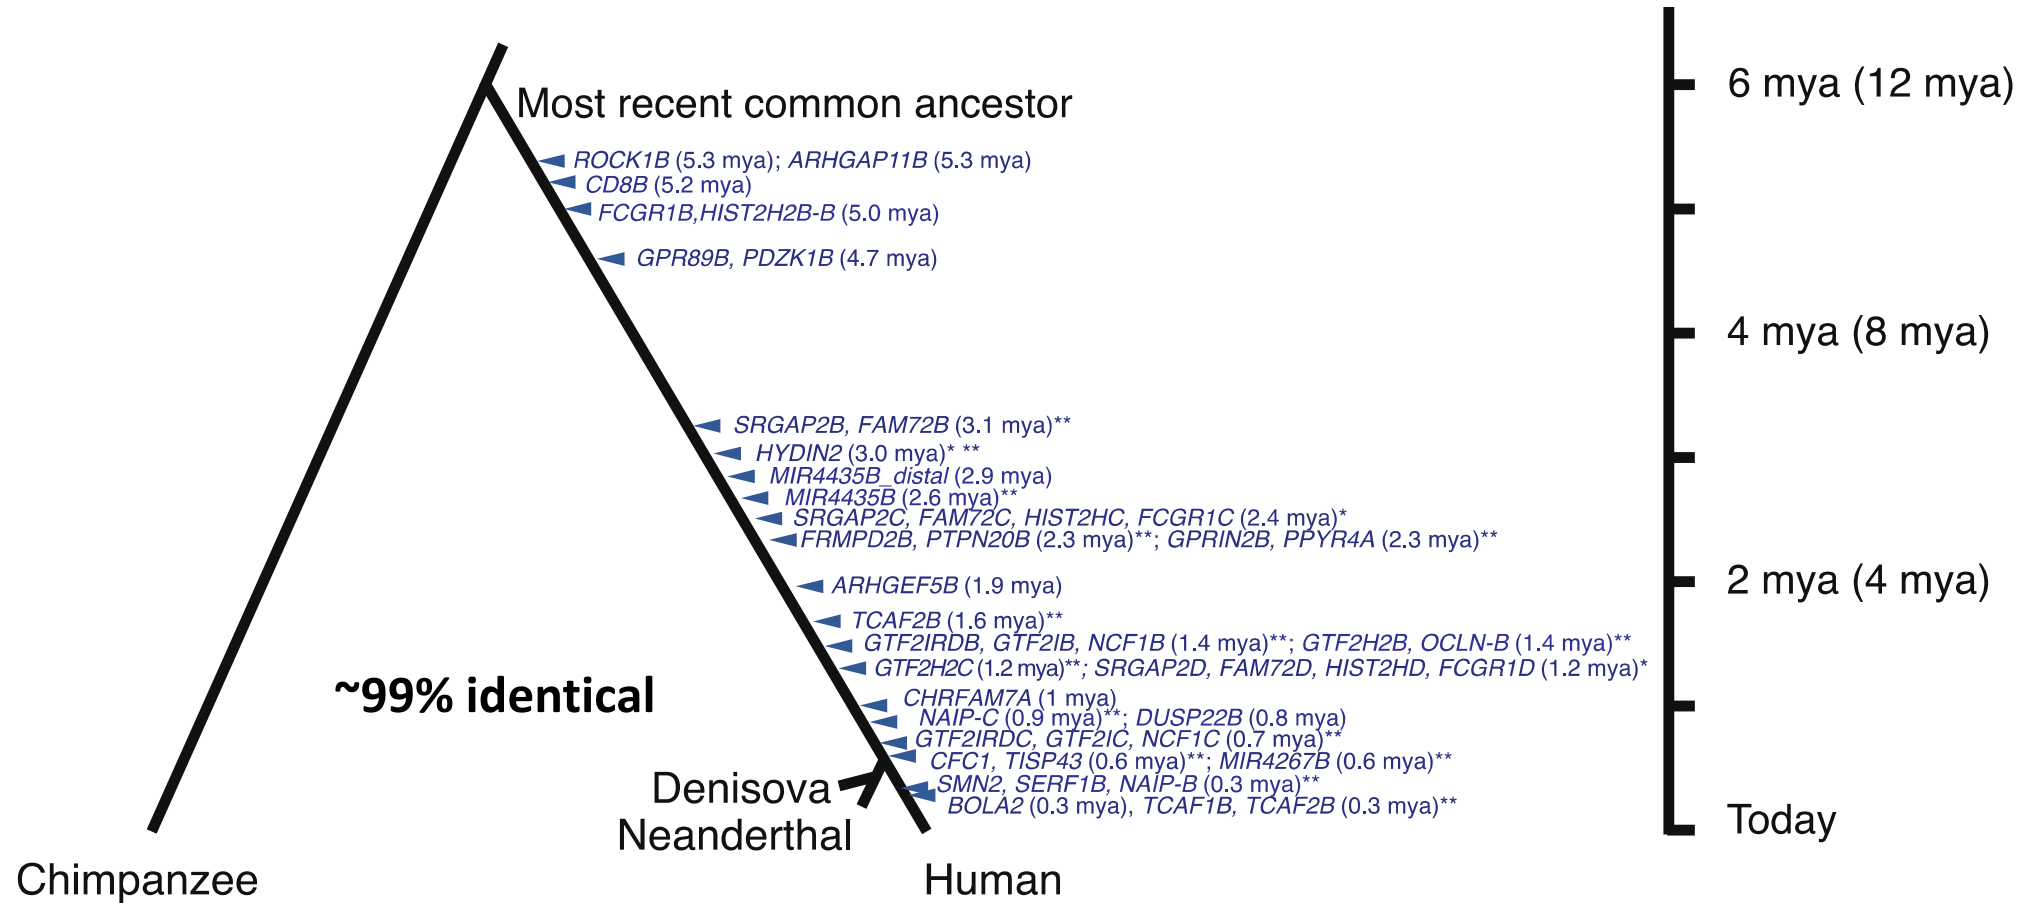 6 mya (12 mya)
Most recent common ancestor
ROCK1B (5.3 mya); ARHGAP11B (5.3 mya)
CD8B (5.2 mya)
FCGR1B,HIST2H2B-B (5.0 mya)
GPR89B, PDZK1B (4.7 mya)
4 mya (8 mya)
SRGAP2B, FAM72B (3.1 mya)**
HYDIN2 (3.0 mya)* **
MIR4435B_distal (2.9 mya)
MIR4435B (2.6 mya)**
SRGAP2C, FAM72C, HIST2HC, FCGR1C (2.4 mya)*
FRMPD2B, PTPN20B (2.3 mya)**; GPRIN2B, PPYR4A (2.3 mya)**
2 mya (4 mya)
ARHGEF5B (1.9 mya)
TCAF2B (1.6 mya)**
GTF2IRDB, GTF2IB, NCF1B (1.4 mya)**; GTF2H2B, OCLN-B (1.4 mya)**
GTF2H2C (1.2 mya)**; SRGAP2D, FAM72D, HIST2HD, FCGR1D (1.2 mya)*
~99% identical
CHRFAM7A (1 mya)
NAIP-C (0.9 mya)**; DUSP22B (0.8 mya)
GTF2IRDC, GTF2IC, NCF1C (0.7 mya)**
CFC1, TISP43 (0.6 mya)**; MIR4267B (0.6 mya)**
SMN2, SERF1B, NAIP-B (0.3 mya)**
BOLA2 (0.3 mya), TCAF1B, TCAF2B (0.3 mya)**
Denisova
Neanderthal
Today
Chimpanzee
Human